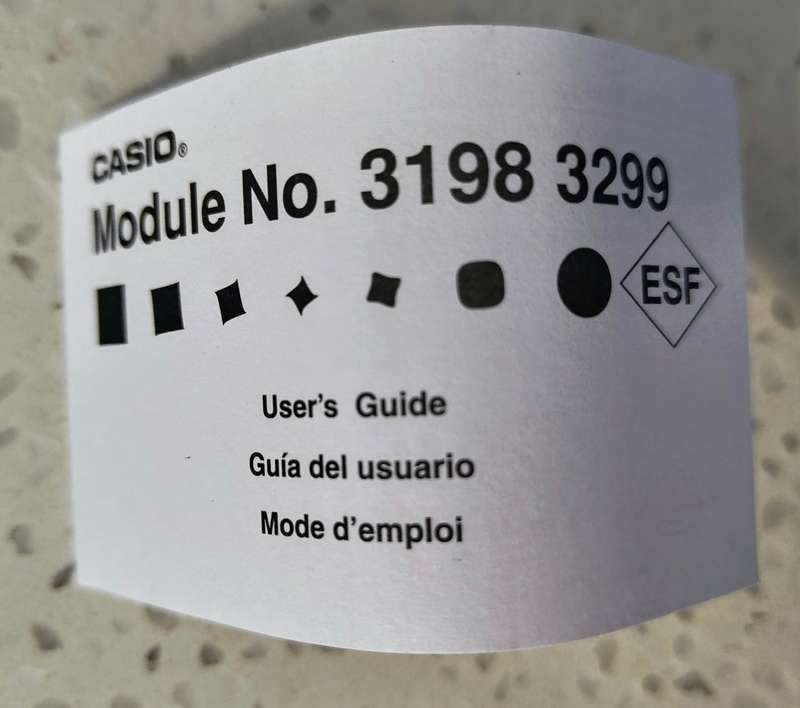 CASIO®
Module No. 3198 3299
ESF
User's Guide
Guía del usuario
Mode d'emploi